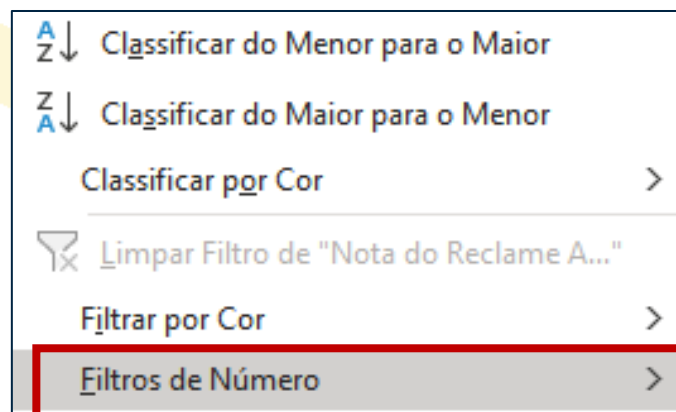 Classificar do Menor para o Maior
Classificar do Maior para o Menor
Classificar por Cor
Limpar Filtro de "Nota do Reclame A..."
Filtrar por Cor
Filtros de Número